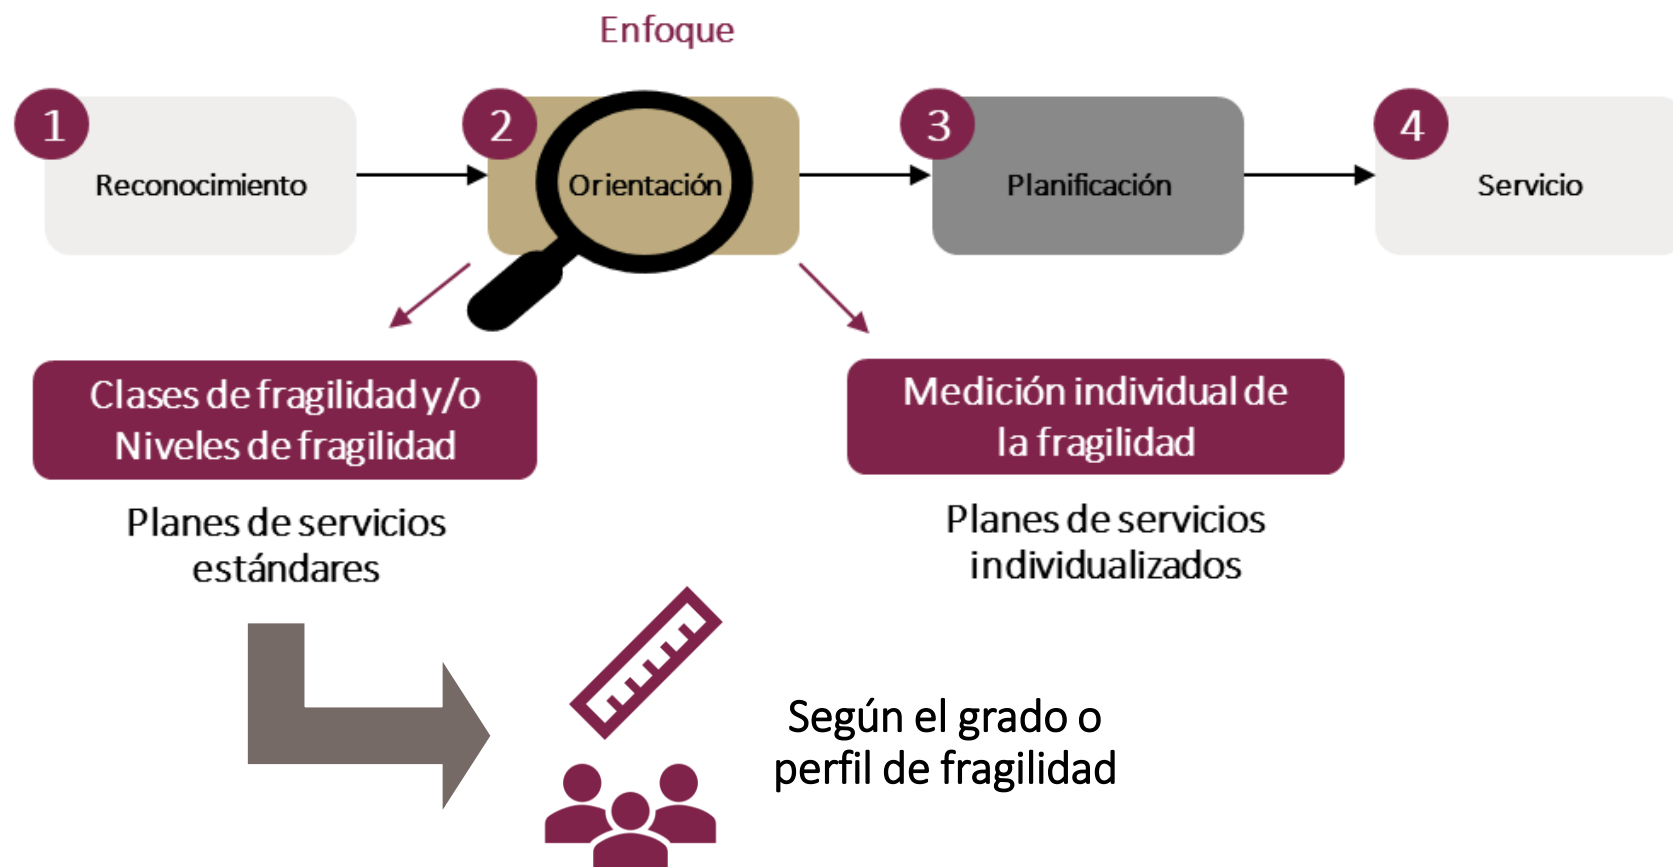 Enfoque
1
Reconocimiento
2
Orientación
3
Planificación
4
Servicio
Clases de fragilidad y/o
Niveles de fragilidad
Planes de servicios
estándares
Medición individual de
la fragilidad
Planes de servicios
individualizados
Según el grado o
perfil de fragilidad